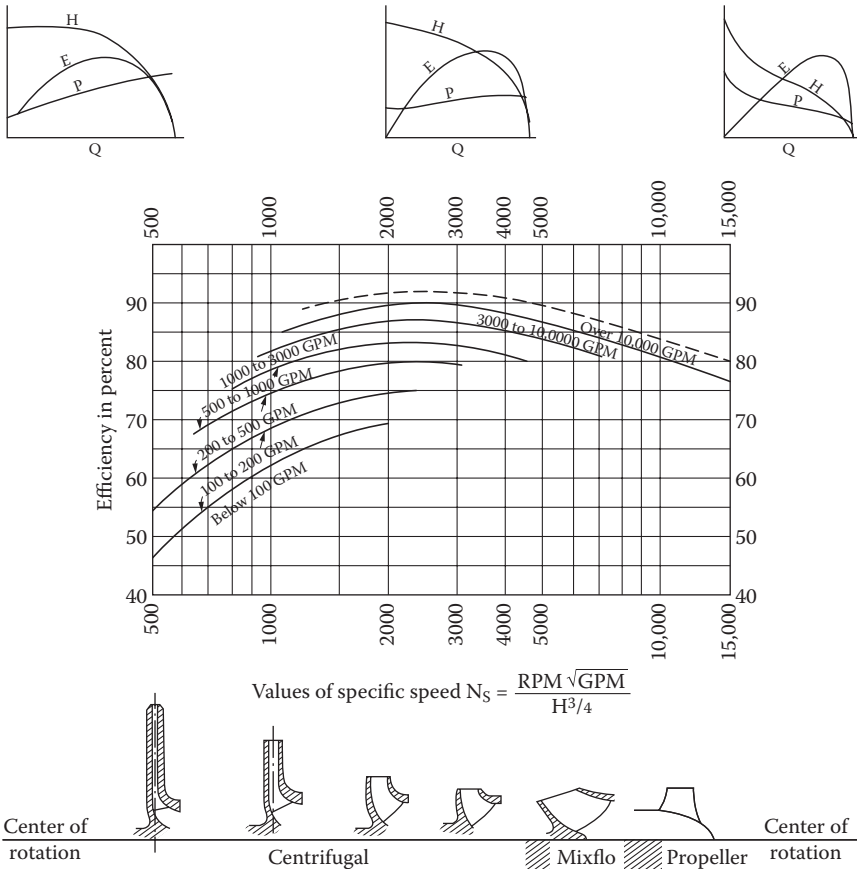 H
E
P
Q
H
E
P
Q
E
H
P
Q
500
1000
2000
3000
4000
5000
10,000
15,000
Efficiency in percent
90
80
70
60
50
40
90
80
70
60
50
40
Over 10,000 GPM
3000 to 10,0000 GPM
1000 to 3000 GPM
500 to 1000 GPM
200 to 500 GPM
100 to 200 GPM
Below 100 GPM
500
1000
2000
3000
4000
5000
10,000
15,000
Values of specific speed NS = RPM √GPM
H3/4
Center of
rotation
Centrifugal
Mixflo
Propeller
Center of
rotation